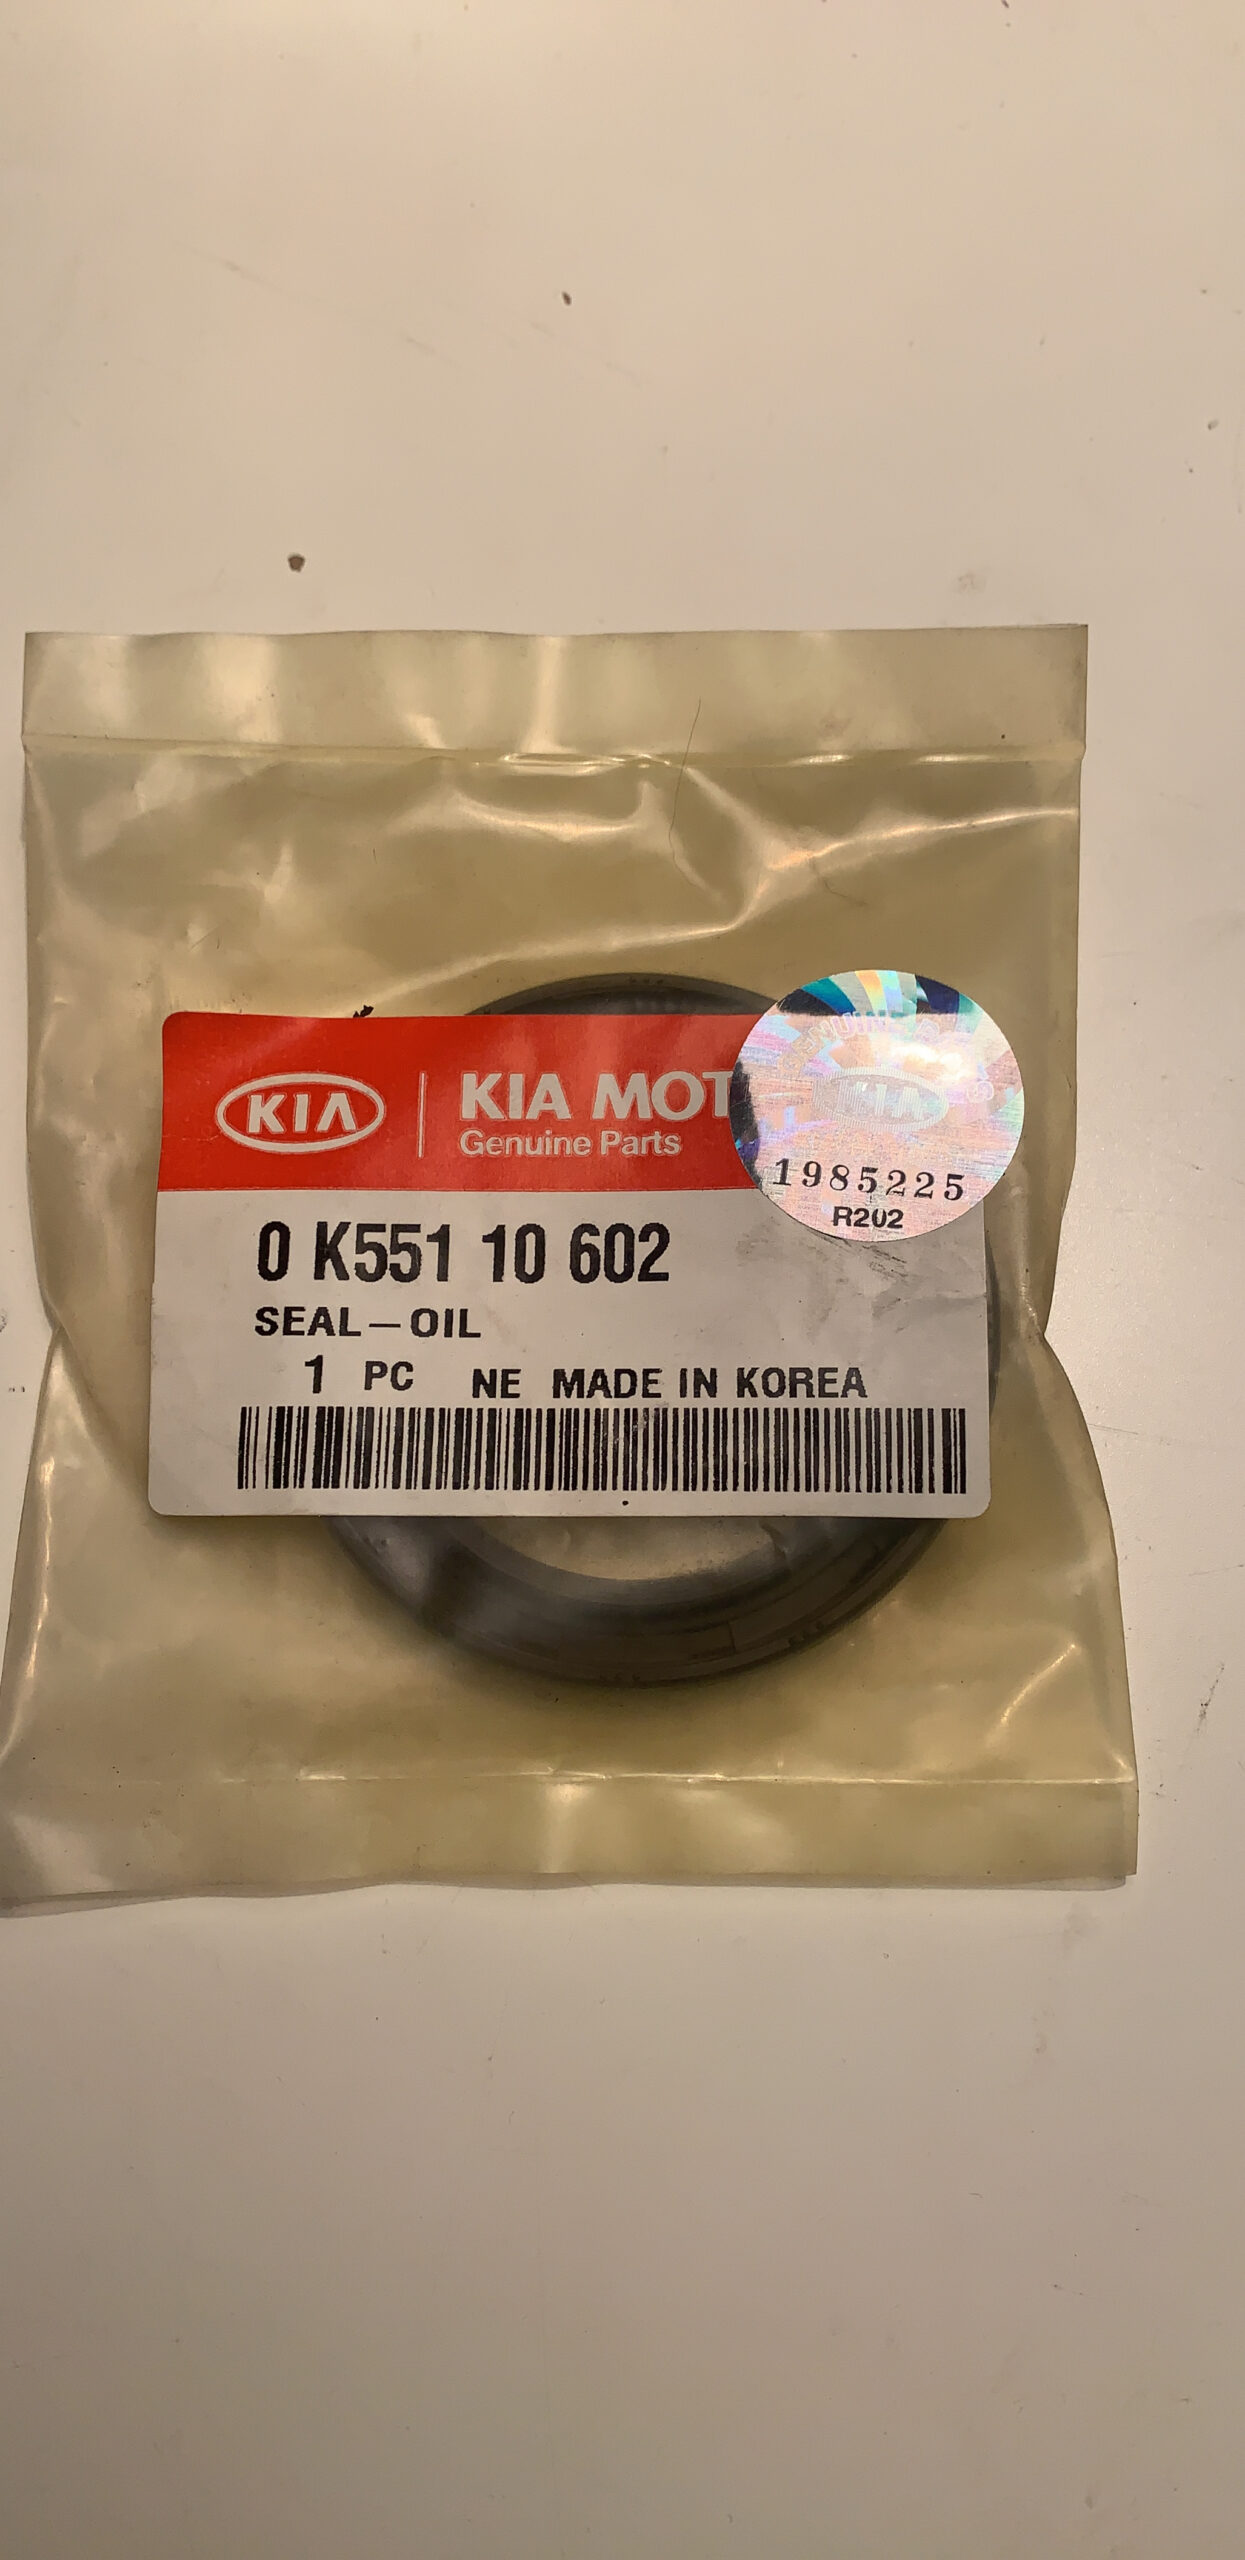 KIA
KIA MOT
Genuine Parts
KIA
1985225
R202
0 K551 10 602
SEAL-OIL
1 PC NE MADE IN KOREA